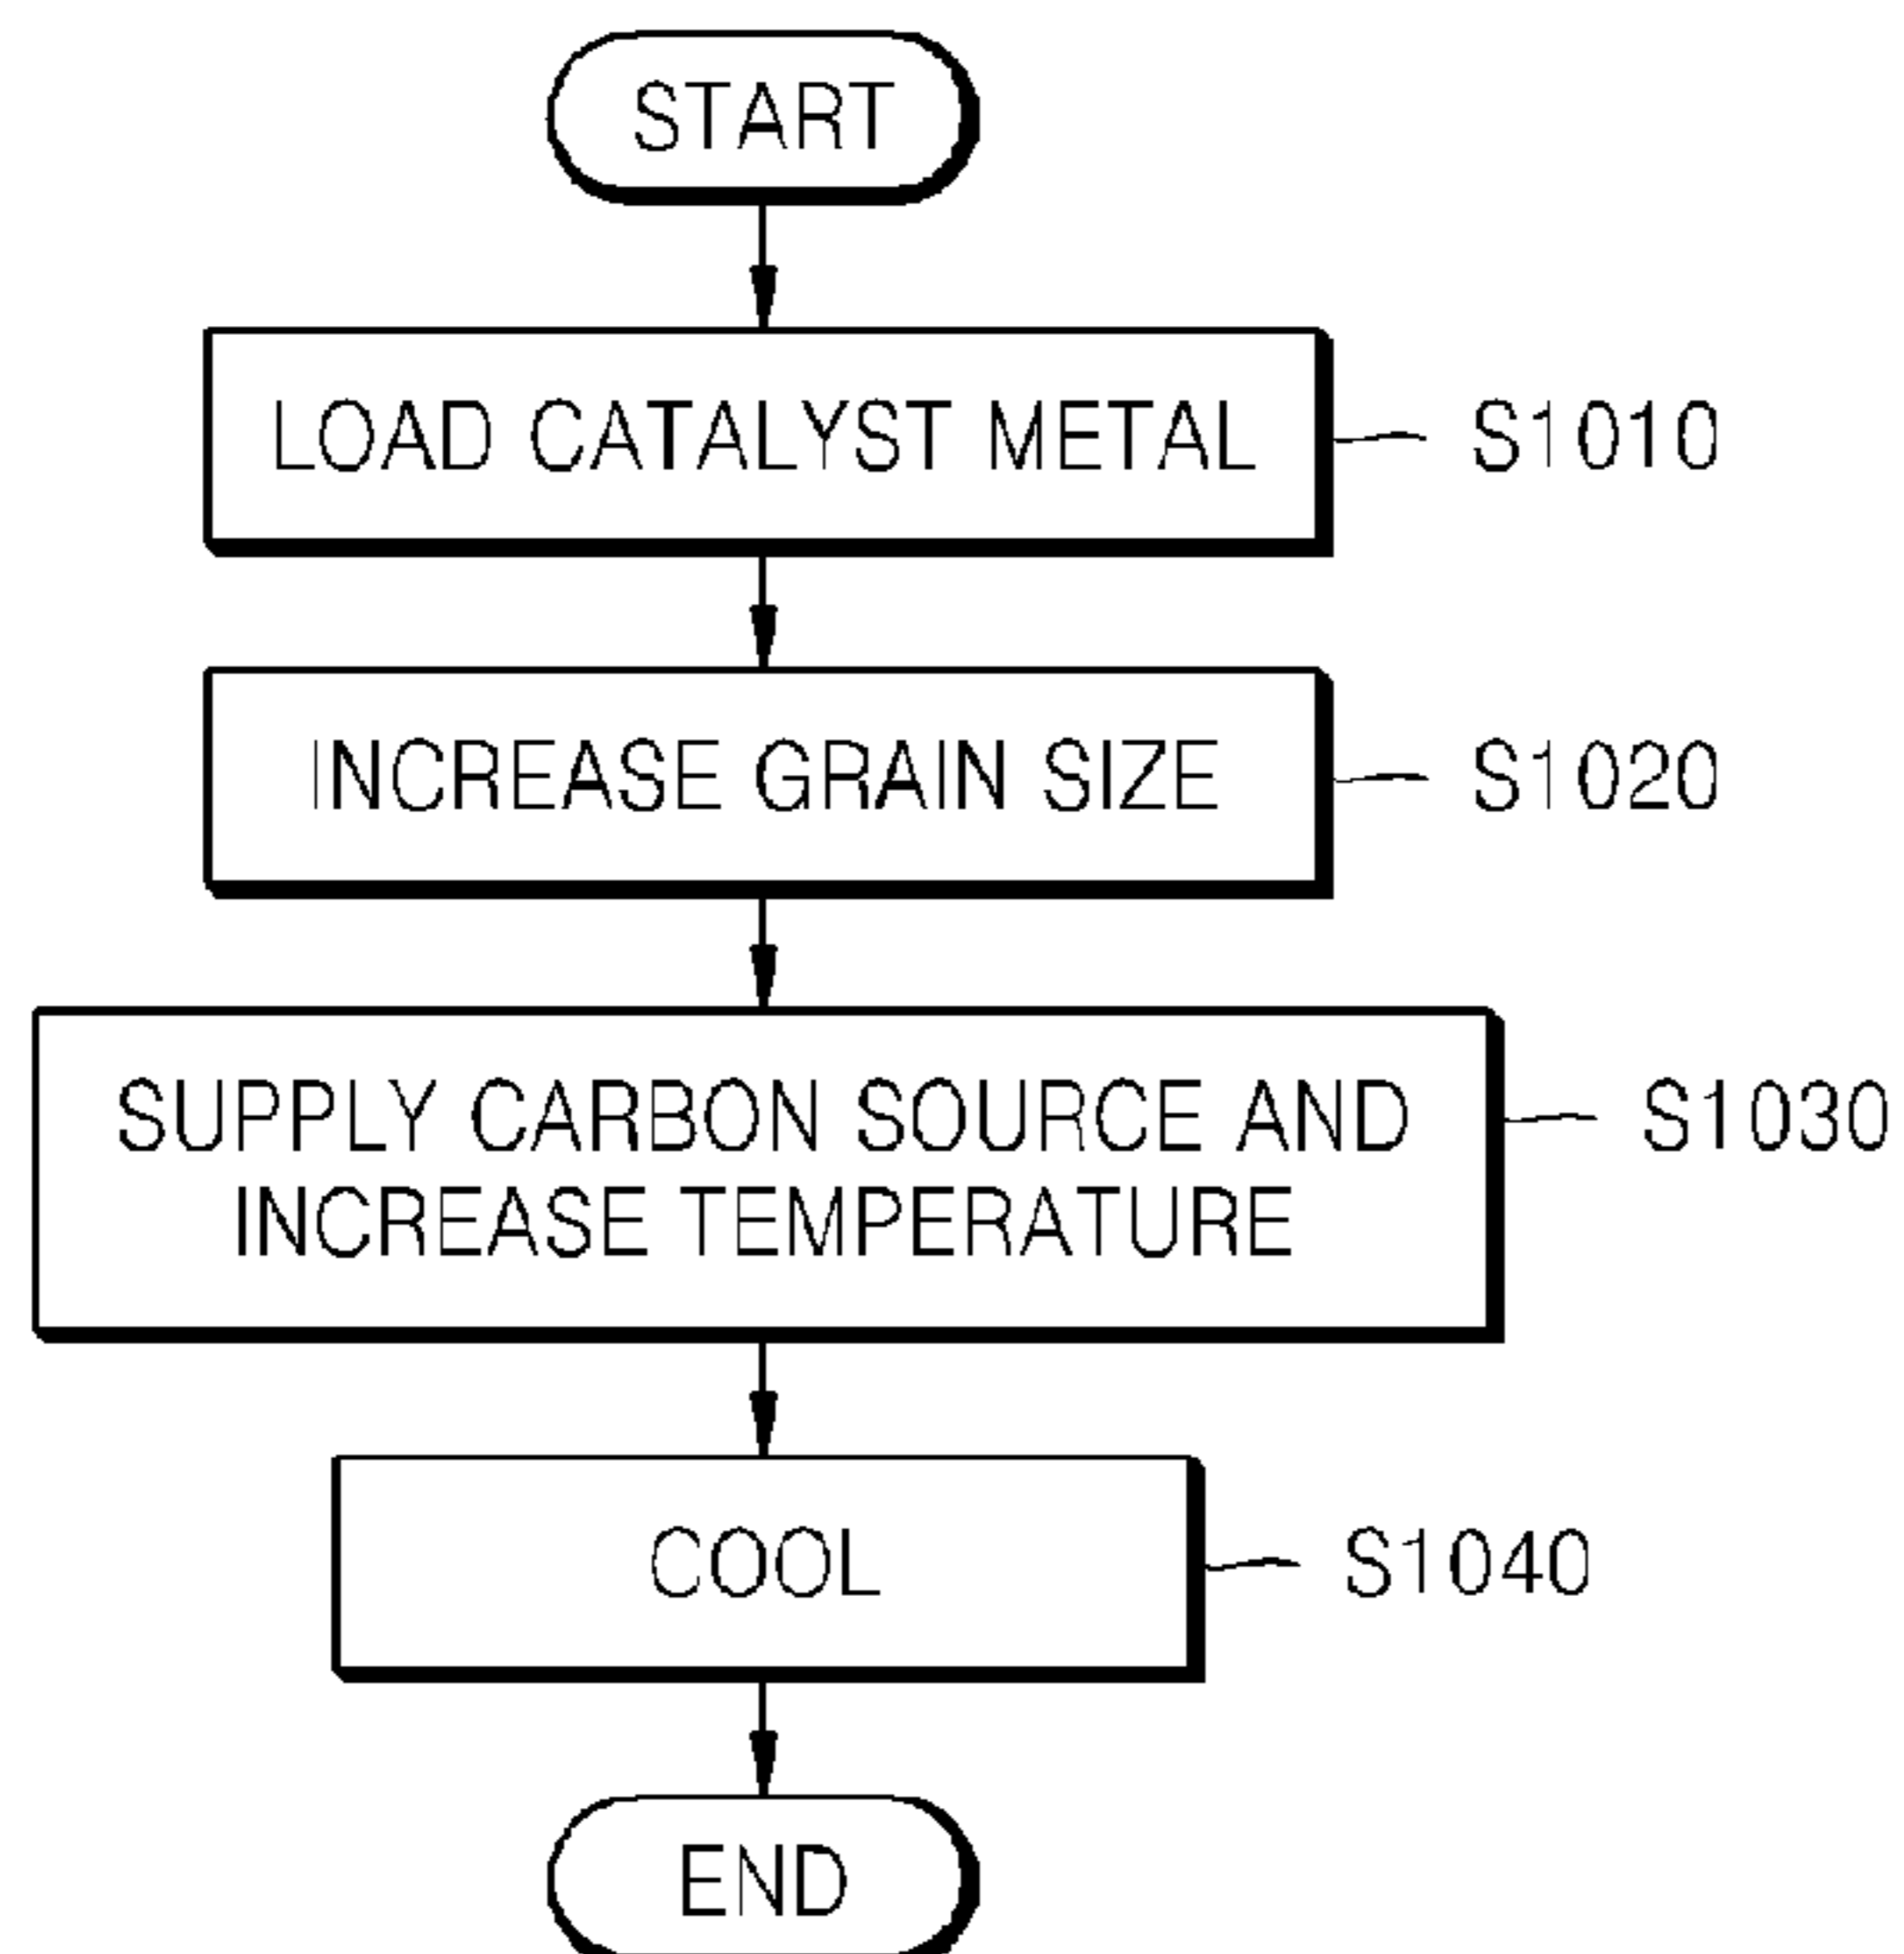 START
LOAD CATALYST METAL
S1010
INCREASE GRAIN SIZE
S1020
SUPPLY CARBON SOURCE AND
INCREASE TEMPERATURE
S1030
COOL
S1040
END